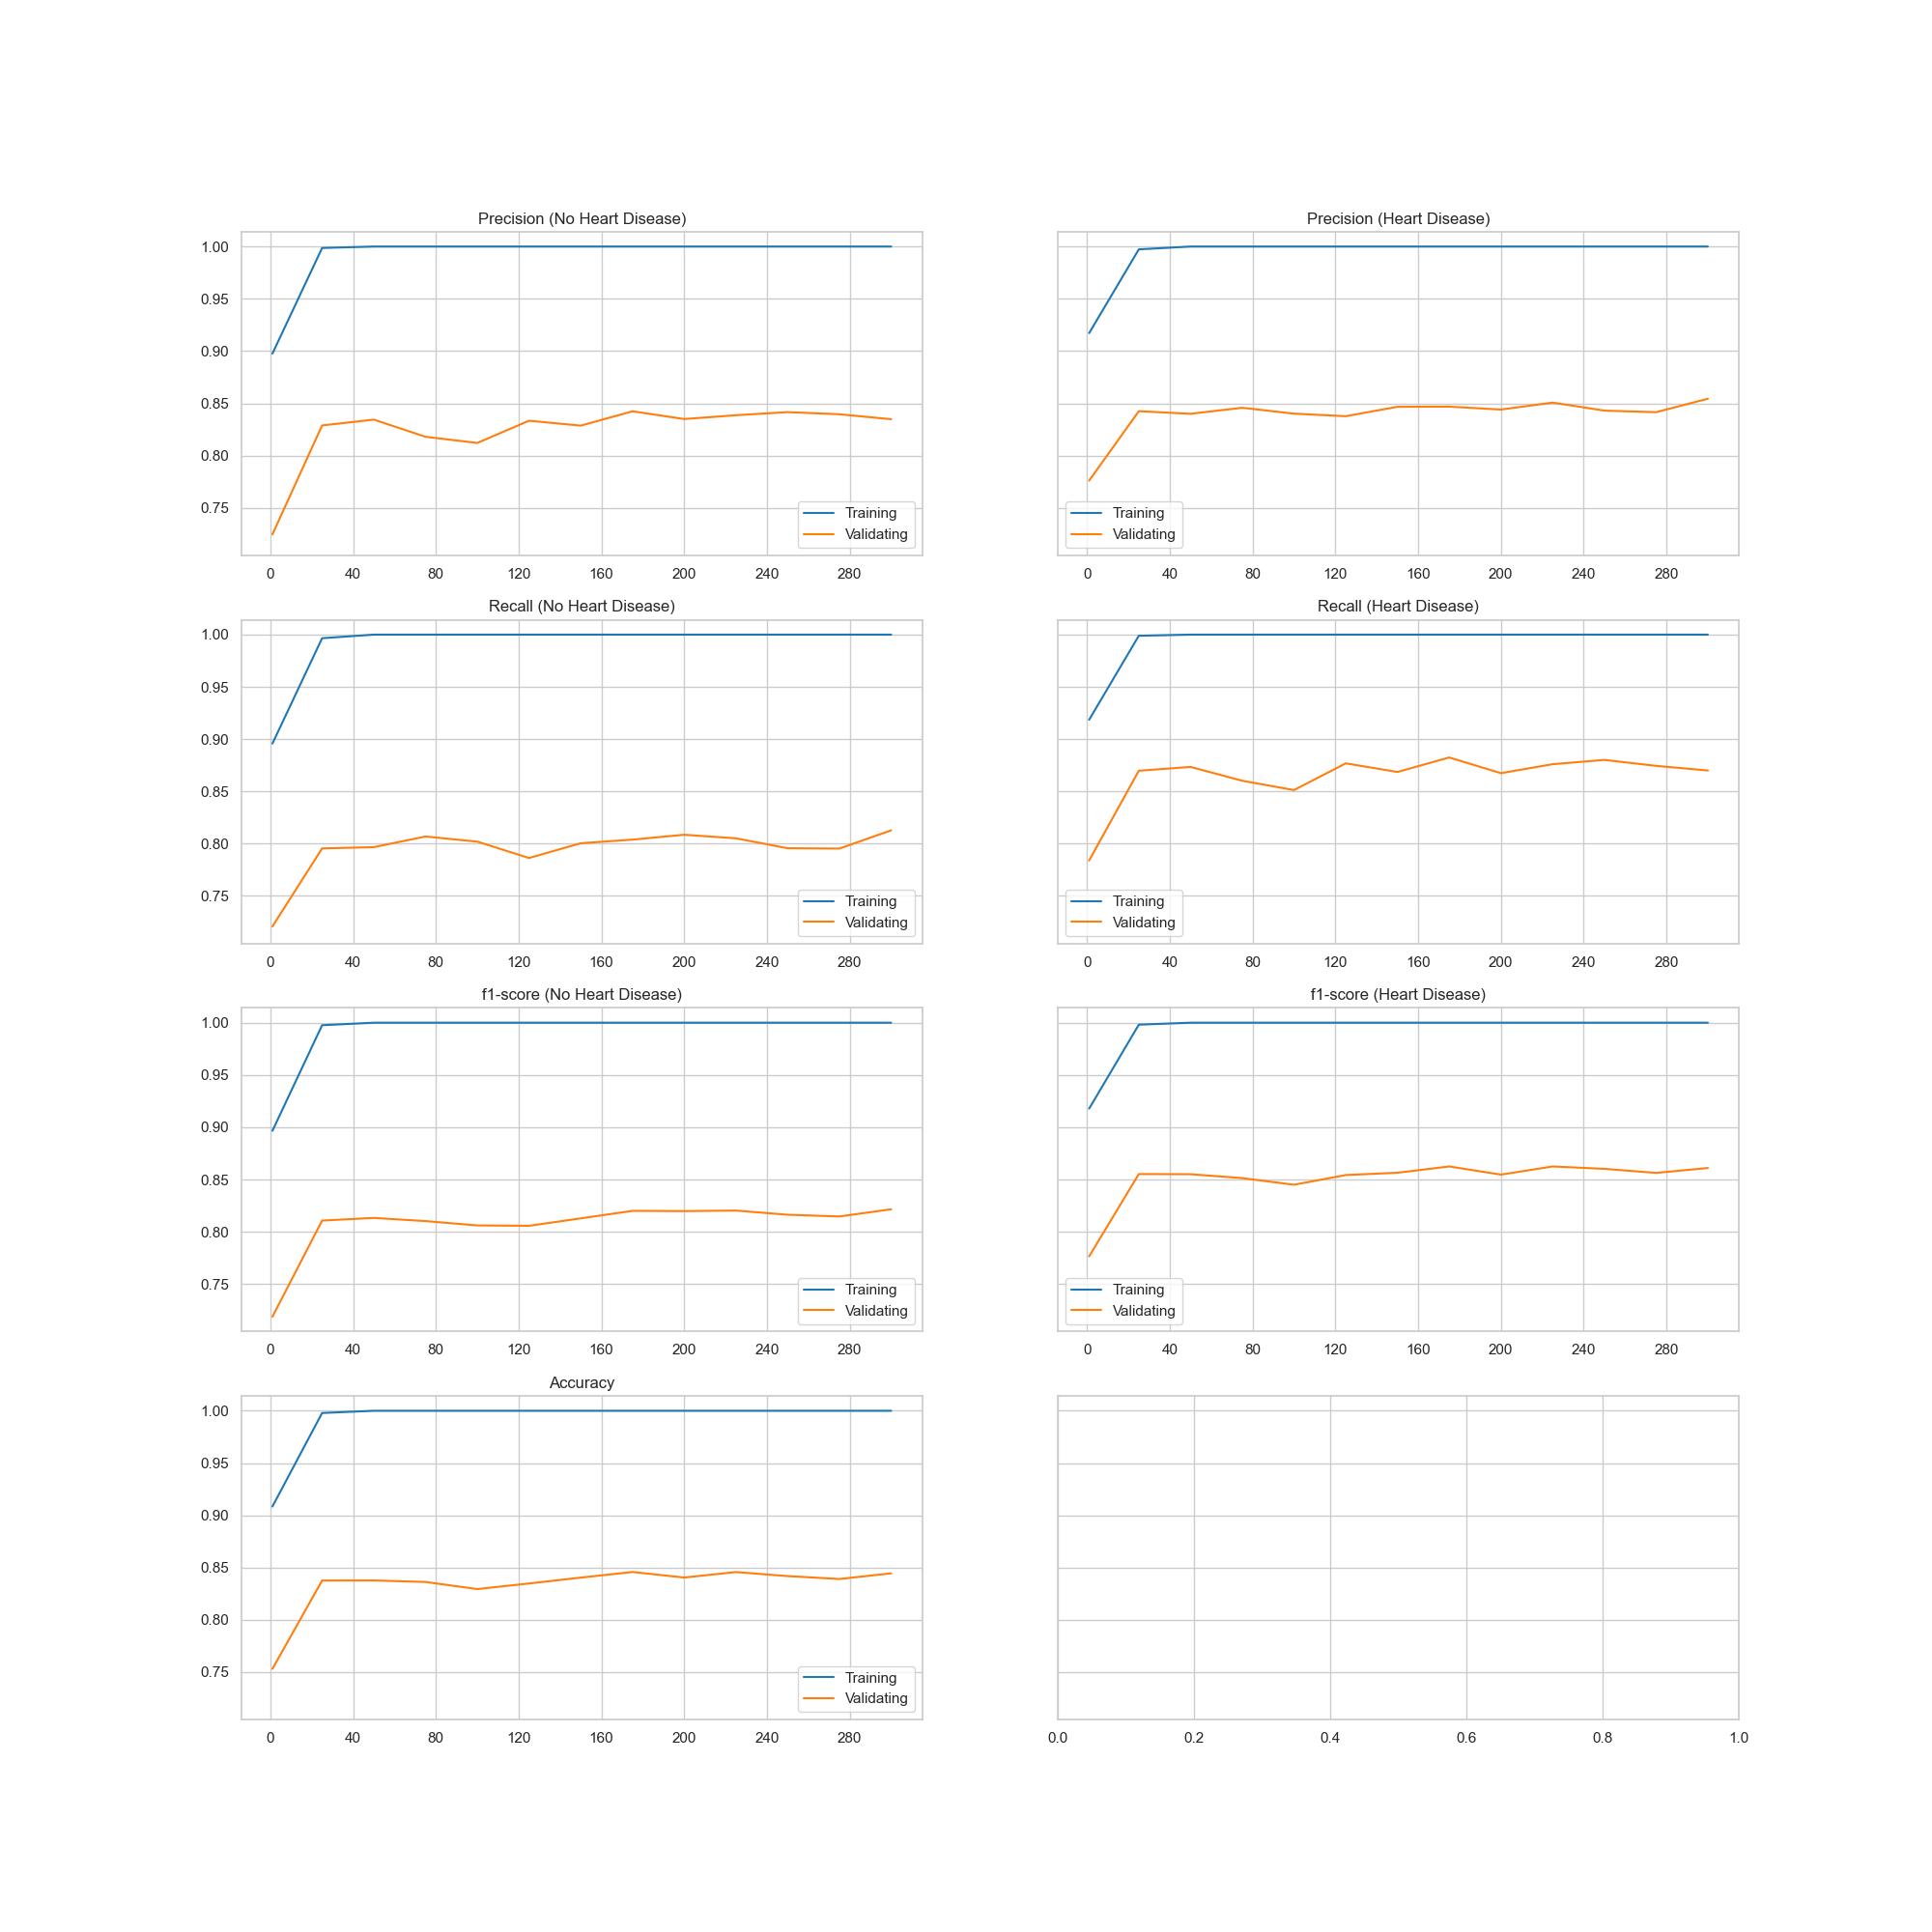 Precision (No Heart Disease)
1.00
0.95
0.90
0.85
0.80
0.75
Training
Validating
0 40 80 120 160 200 240 280
Precision (Heart Disease)
Training
Validating
0 40 80 120 160 200 240 280
Recall (No Heart Disease)
1.00
0.95
0.90
0.85
0.80
0.75
Training
Validating
0 40 80 120 160 200 240 280
Recall (Heart Disease)
Training
Validating
0 40 80 120 160 200 240 280
f1-score (No Heart Disease)
1.00
0.95
0.90
0.85
0.80
0.75
Training
Validating
0 40 80 120 160 200 240 280
f1-score (Heart Disease)
Training
Validating
0 40 80 120 160 200 240 280
Accuracy
1.00
0.95
0.90
0.85
0.80
0.75
Training
Validating
0 40 80 120 160 200 240 280
0.0 0.2 0.4 0.6 0.8 1.0